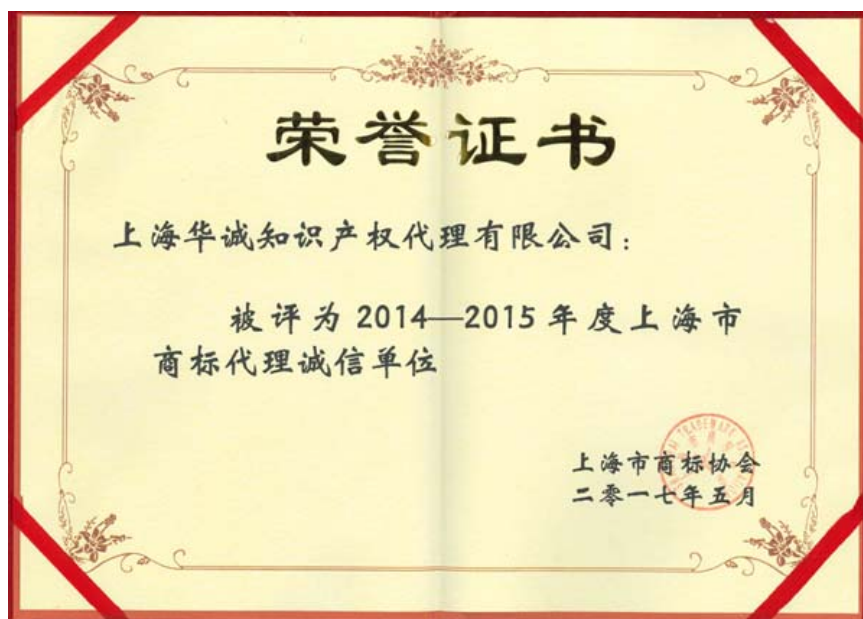 荣誉证书
上海华诚知识产权代理有限公司：
被评为2014—2015年度上海市
商标代理诚信单位
上海市商标协会
二零一七年五月